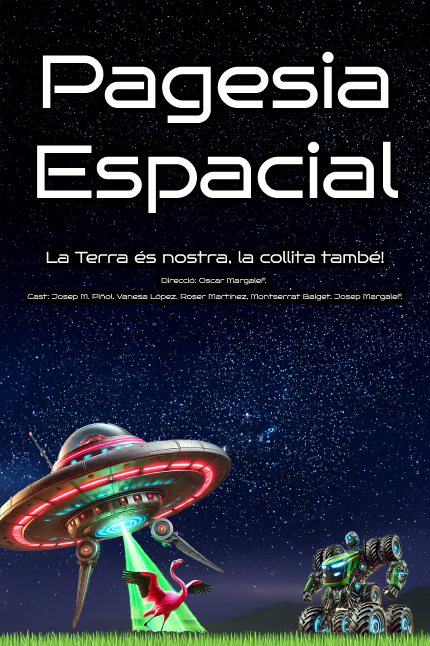 Pagesia
Espacial
La Terra és nostra, la collita també!
Direcció: Oscar Margalef.
Cast: Josep M. Piñol, Vanesa López, Roser Martínez, Montserrat Balget, Josep Margalef.